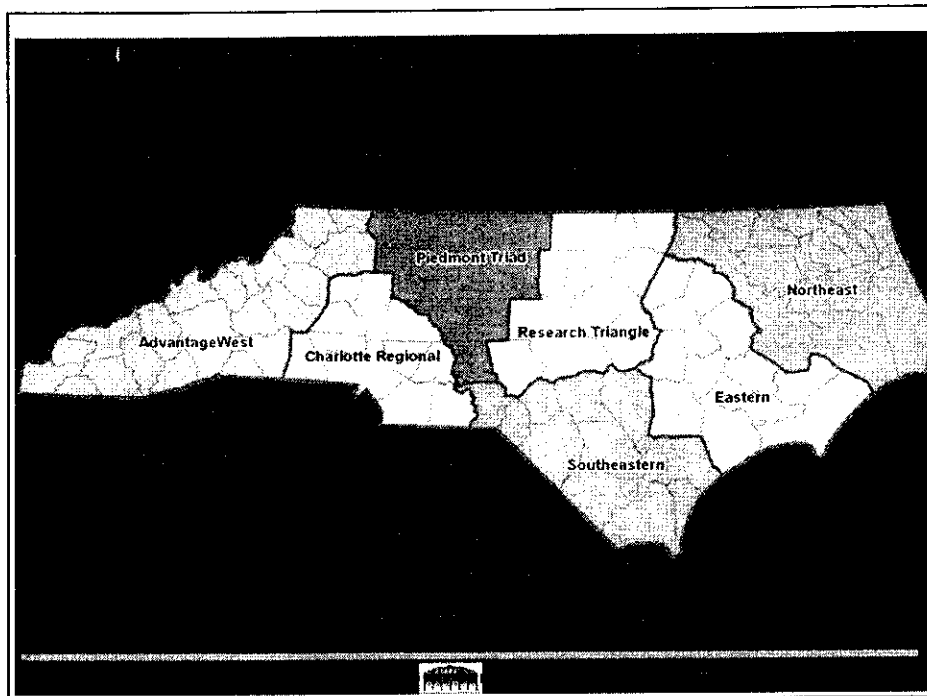 Piedmont Triad
Northeast
Research Triangle
AdvantageWest
Charlotte Regional
Eastern
Southeastern